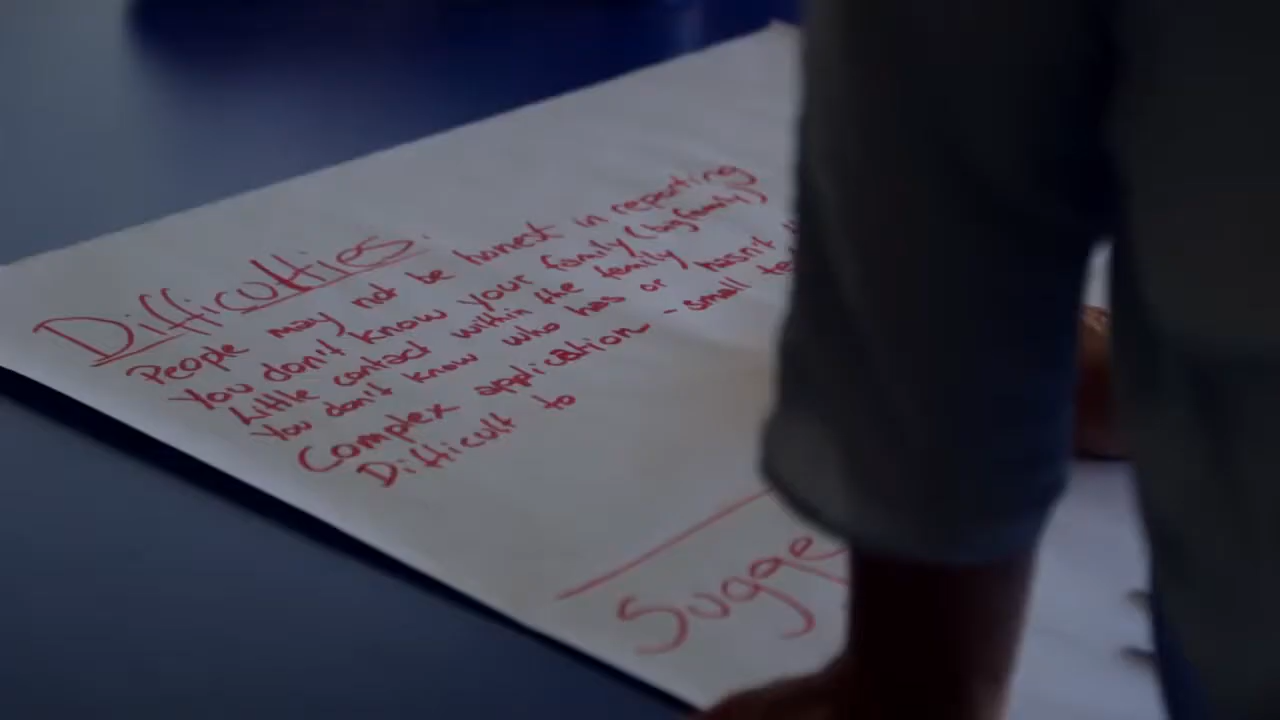 Difficulties.
People may not be honest in reporting
You don't know your family (big family)
Little contact within the family
You don't know who has or hasn't
Complex application - small
Difficult to